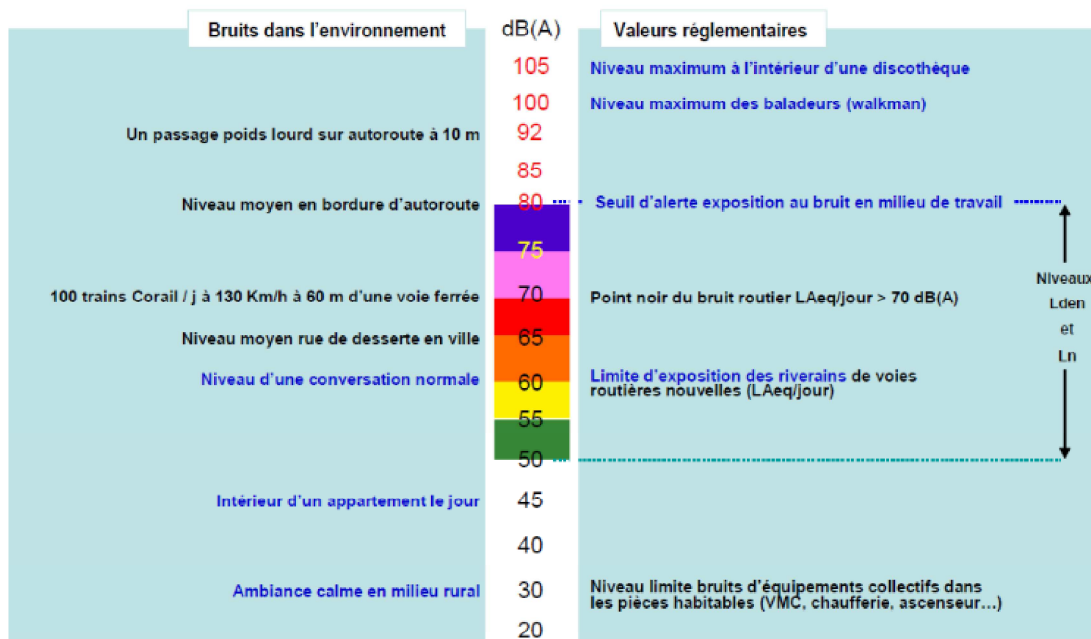 Bruits dans l'environnement dB(A) Valeurs réglementaires
105 Niveau maximum à l'intérieur d'une discothèque
100 Niveau maximum des baladeurs (walkman)
Un passage poids lourd sur autoroute à 10 m 92
85
Niveau moyen en bordure d'autoroute 80 Seuil d'alerte exposition au bruit en milieu de travail
75
Niveaux
Lden
et
Ln
100 trains Corail / j à 130 Km/h à 60 m d'une voie ferrée 70 Point noir du bruit routier LAeq/jour > 70 dB(A)
Niveau moyen rue de desserte en ville 65
Niveau d'une conversation normale 60 Limite d'exposition des riverains de voies
routières nouvelles (LAeq/jour)
55
50
Intérieur d'un appartement le jour 45
40
Ambiance calme en milieu rural 30 Niveau limite bruits d'équipements collectifs dans
les pièces habitables (VMC, chaufferie, ascenseur...)
20